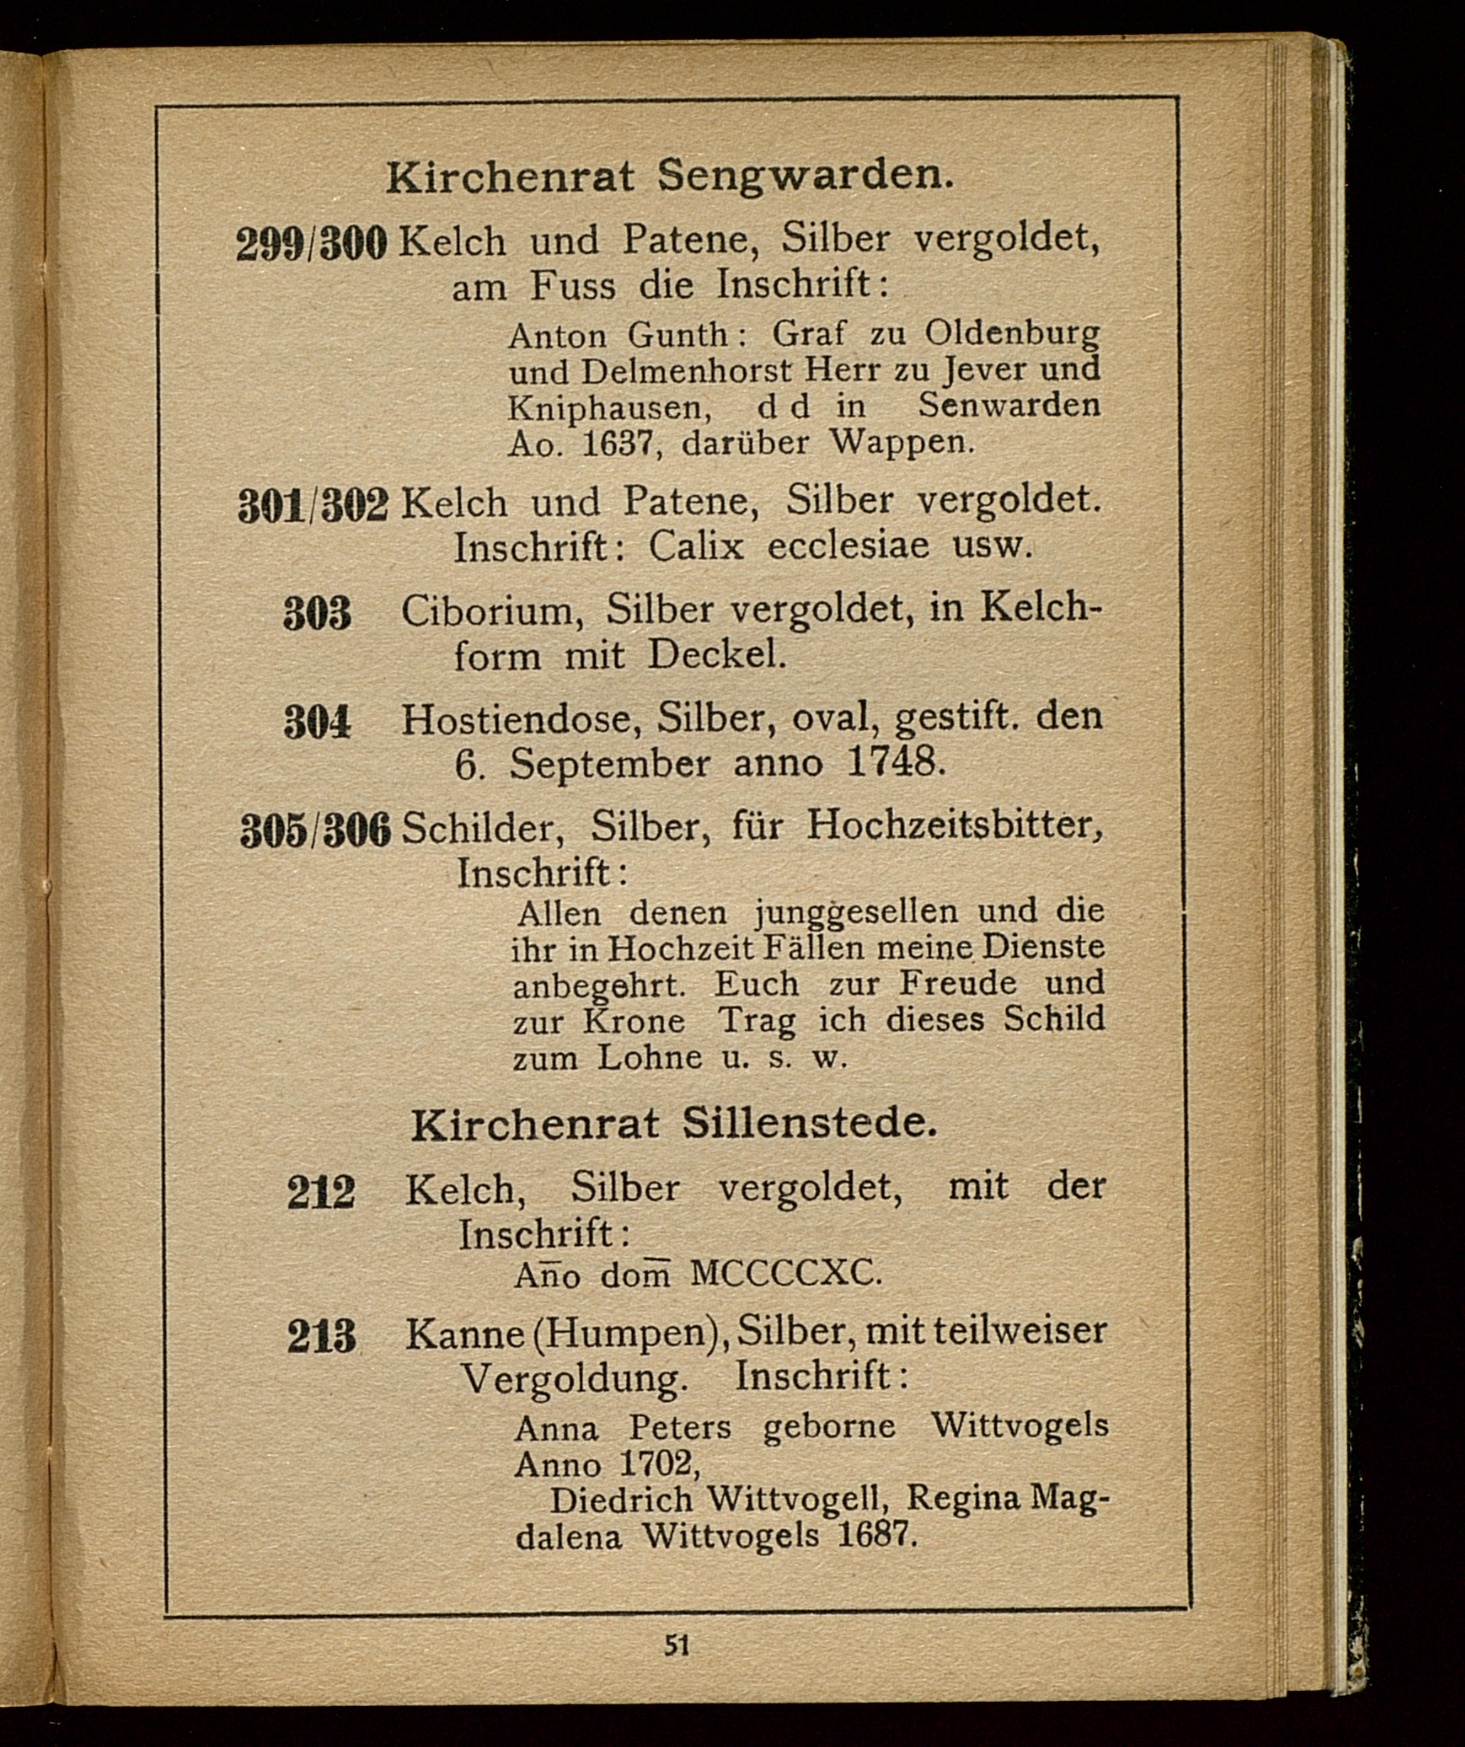 Kirchenrat Sengwarden.
299/300 Kelch und Patene, Silber vergoldet,
am Fuss die Inschrift:
Anton Gunth: Graf zu Oldenburg
und Delmenhorst Herr zu Jever und
Kniphausen, d d in Senwarden
Ao. 1637, darüber Wappen.
301/302 Kelch und Patene, Silber vergoldet.
Inschrift: Calix ecclesiae usw.
303 Ciborium, Silber vergoldet, in Kelch-
form mit Deckel.
304 Hostiendose, Silber, oval, gestift. den
6. September anno 1748.
305/306 Schilder, Silber, für Hochzeitsbitter,
Inschrift:
Allen denen junggesellen und die
ihr in Hochzeit Fällen meine Dienste
anbegehrt. Euch zur Freude und
zur Krone Trag ich dieses Schild
zum Lohne u. s. w.
Kirchenrat Sillenstede.
212 Kelch, Silber vergoldet, mit der
Inschrift:
An̅o dom̅ MCCCCXC.
213 Kanne (Humpen), Silber, mit teilweiser
Vergoldung. Inschrift:
Anna Peters geborne Wittvogels
Anno 1702,
Diedrich Wittvogell, Regina Mag-
dalena Wittvogels 1687.
51